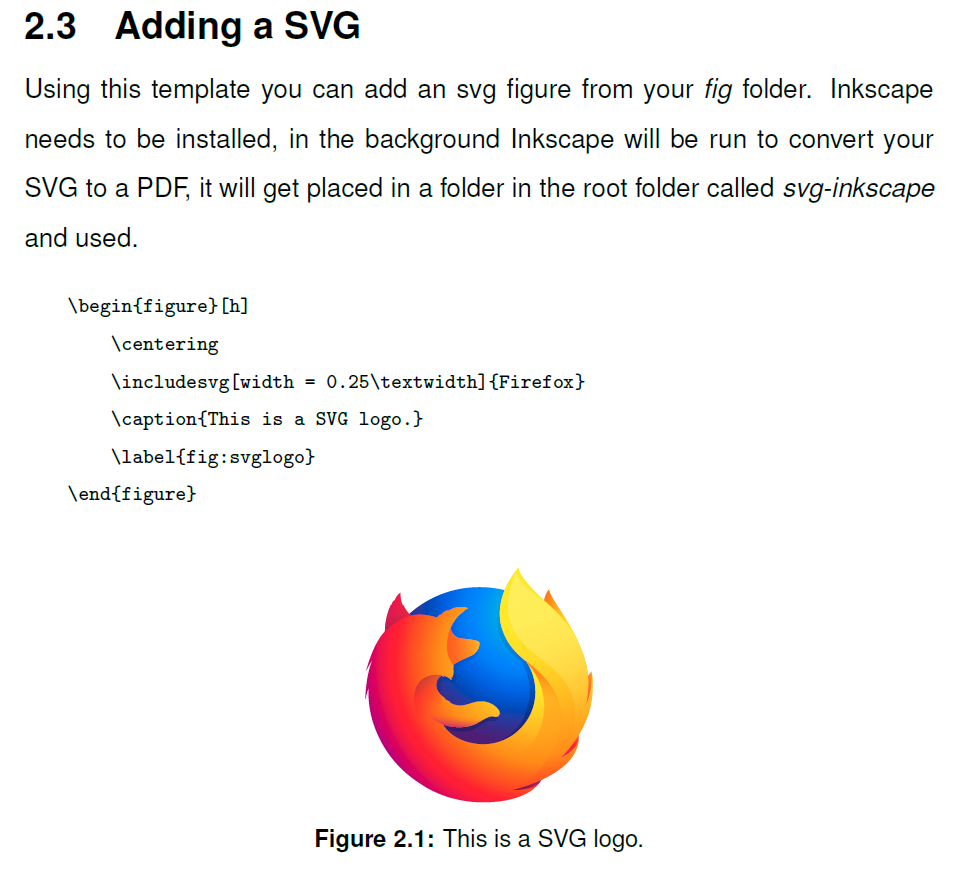 2.3 Adding a SVG
Using this template you can add an svg figure from your fig folder. Inkscape
needs to be installed, in the background Inkscape will be run to convert your
SVG to a PDF, it will get placed in a folder in the root folder called svg-inkscape
and used.
\begin{figure}[h]
\centering
\includesvg[width = 0.25\textwidth]{Firefox}
\caption{This is a SVG logo.}
\label{fig:svglogo}
\end{figure}
Figure 2.1: This is a SVG logo.